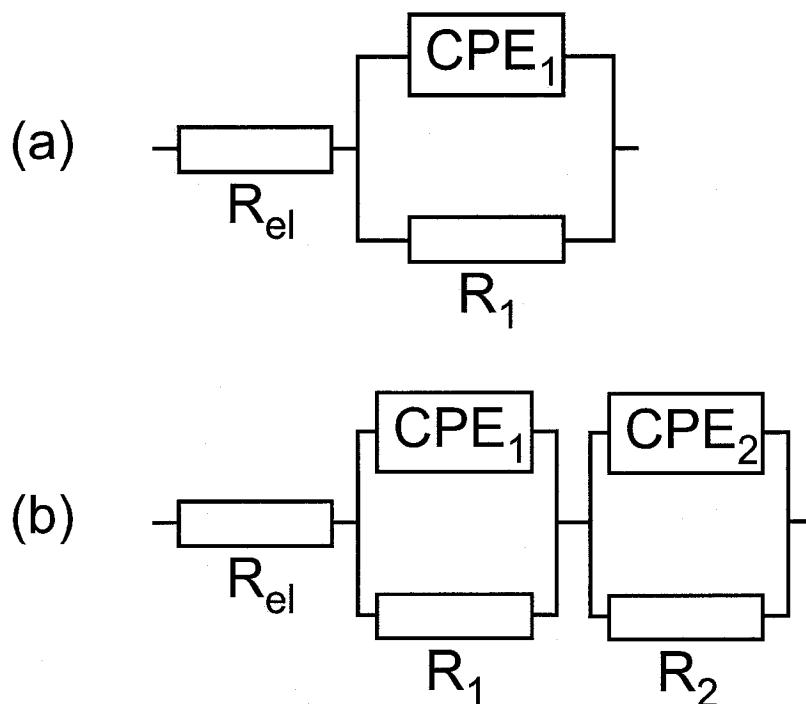 CPE₁
(a)
Rₑₗ
R₁
CPE₁
CPE₂
(b)
Rₑₗ
R₁
R₂